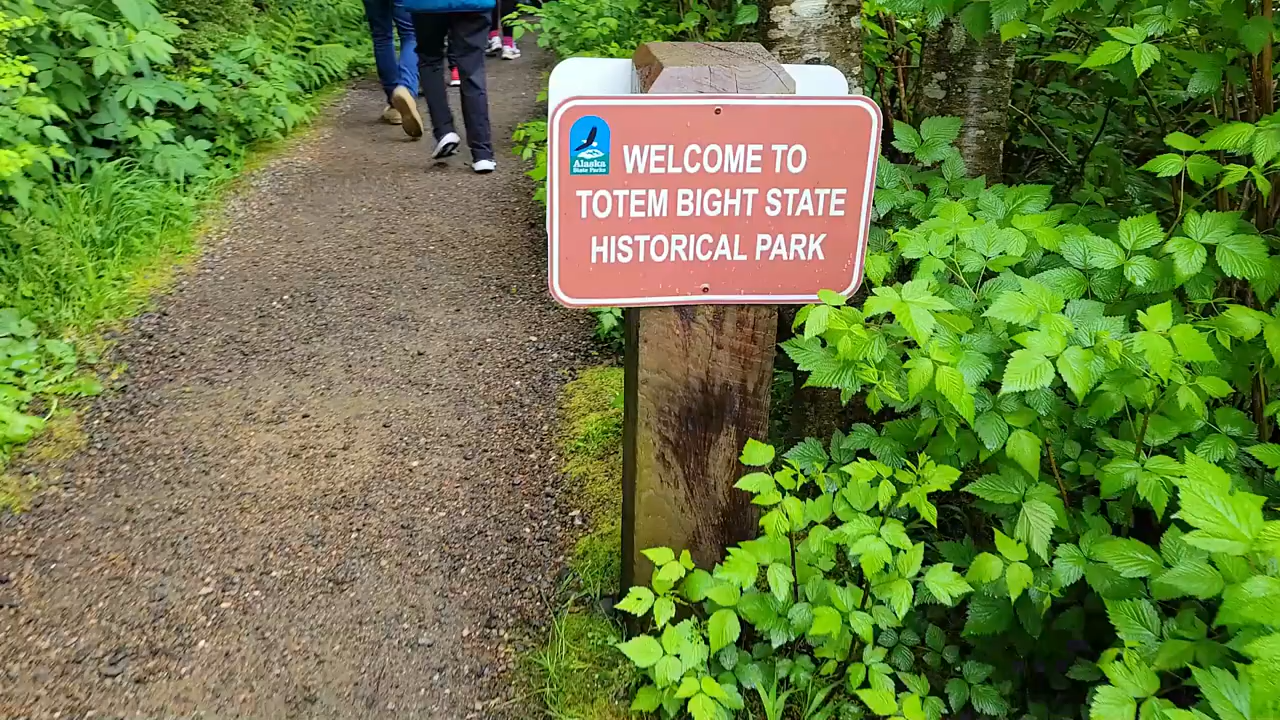 Alaska
State Parks
WELCOME TO
TOTEM BIGHT STATE
HISTORICAL PARK